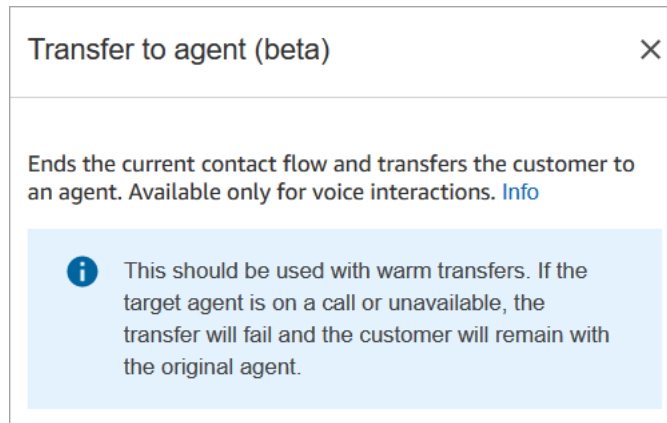 Transfer to agent (beta)
Ends the current contact flow and transfers the customer to
an agent. Available only for voice interactions. Info
This should be used with warm transfers. If the
target agent is on a call or unavailable, the
transfer will fail and the customer will remain with
the original agent.